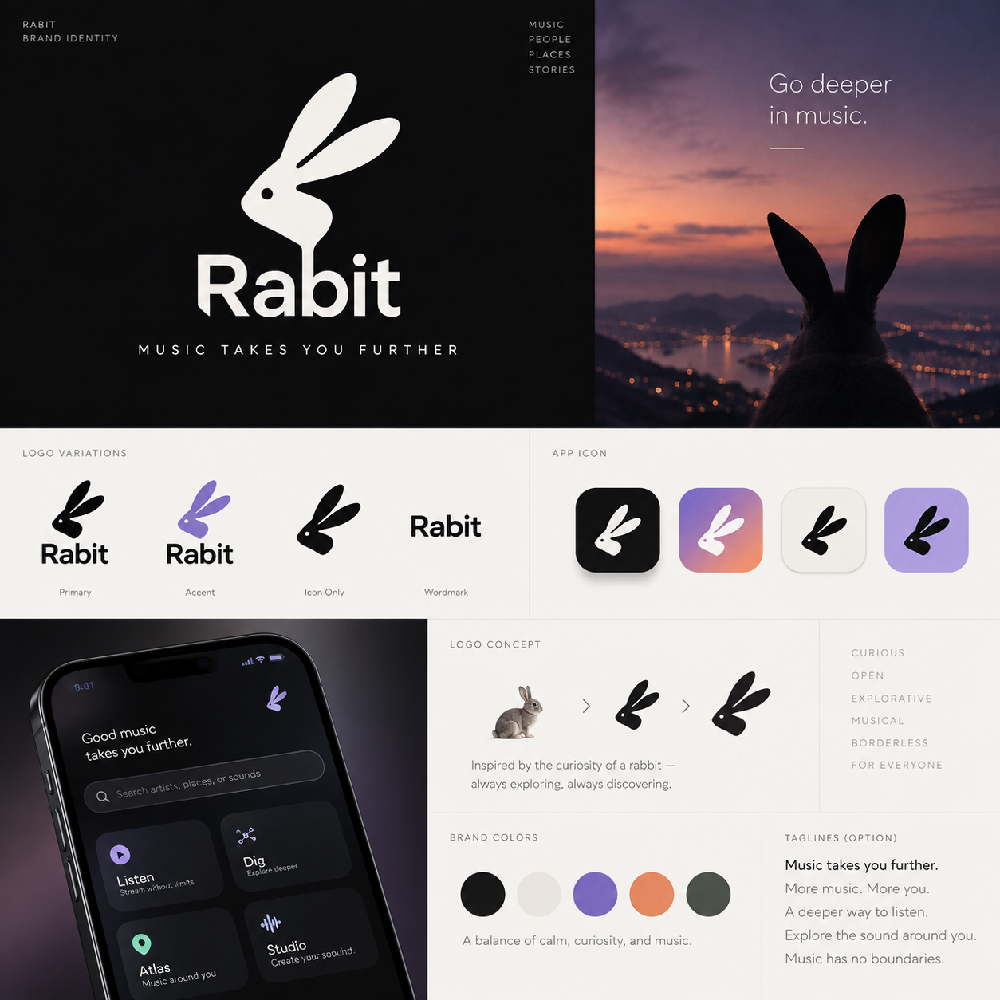 RABIT
BRAND IDENTITY
MUSIC
PEOPLE
PLACES
STORIES
Go deeper
in music.
Rabit
MUSIC TAKES YOU FURTHER
LOGO VARIATIONS
Rabit
Primary
Rabit
Accent
Icon Only
Rabit
Wordmark
APP ICON
8:01
Good music
takes you further.
Search artists, places, or sounds
Listen
Stream without limits
Dig
Explore deeper
Atlas
Music around you
Studio
Create your sound.
LOGO CONCEPT
Inspired by the curiosity of a rabbit —
always exploring, always discovering.
CURIOUS
OPEN
EXPLORATIVE
MUSICAL
BORDERLESS
FOR EVERYONE
BRAND COLORS
A balance of calm, curiosity, and music.
TAGLINES (OPTION)
Music takes you further.
More music. More you.
A deeper way to listen.
Explore the sound around you.
Music has no boundaries.